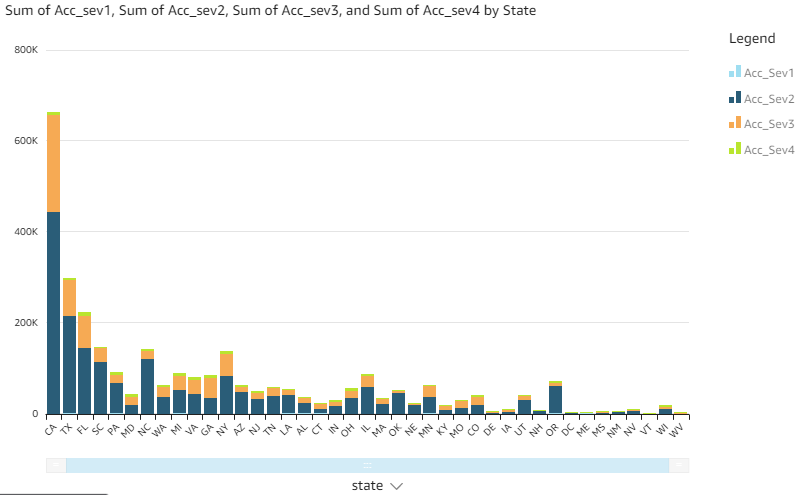 Sum of Acc_sev1, Sum of Acc_sev2, Sum of Acc_sev3, and Sum of Acc_sev4 by State
Legend
Acc_Sev1
Acc_Sev2
Acc_Sev3
Acc_Sev4
800K
600K
400K
200K
0
CA TX FL SC PA MD NC WA MI VA GA NY AZ NJ TN LA AL CT IN OH IL MA OK NE MN KY MO CO DE IA UT NH OR DC ME MS NM NV VT WI WV
state